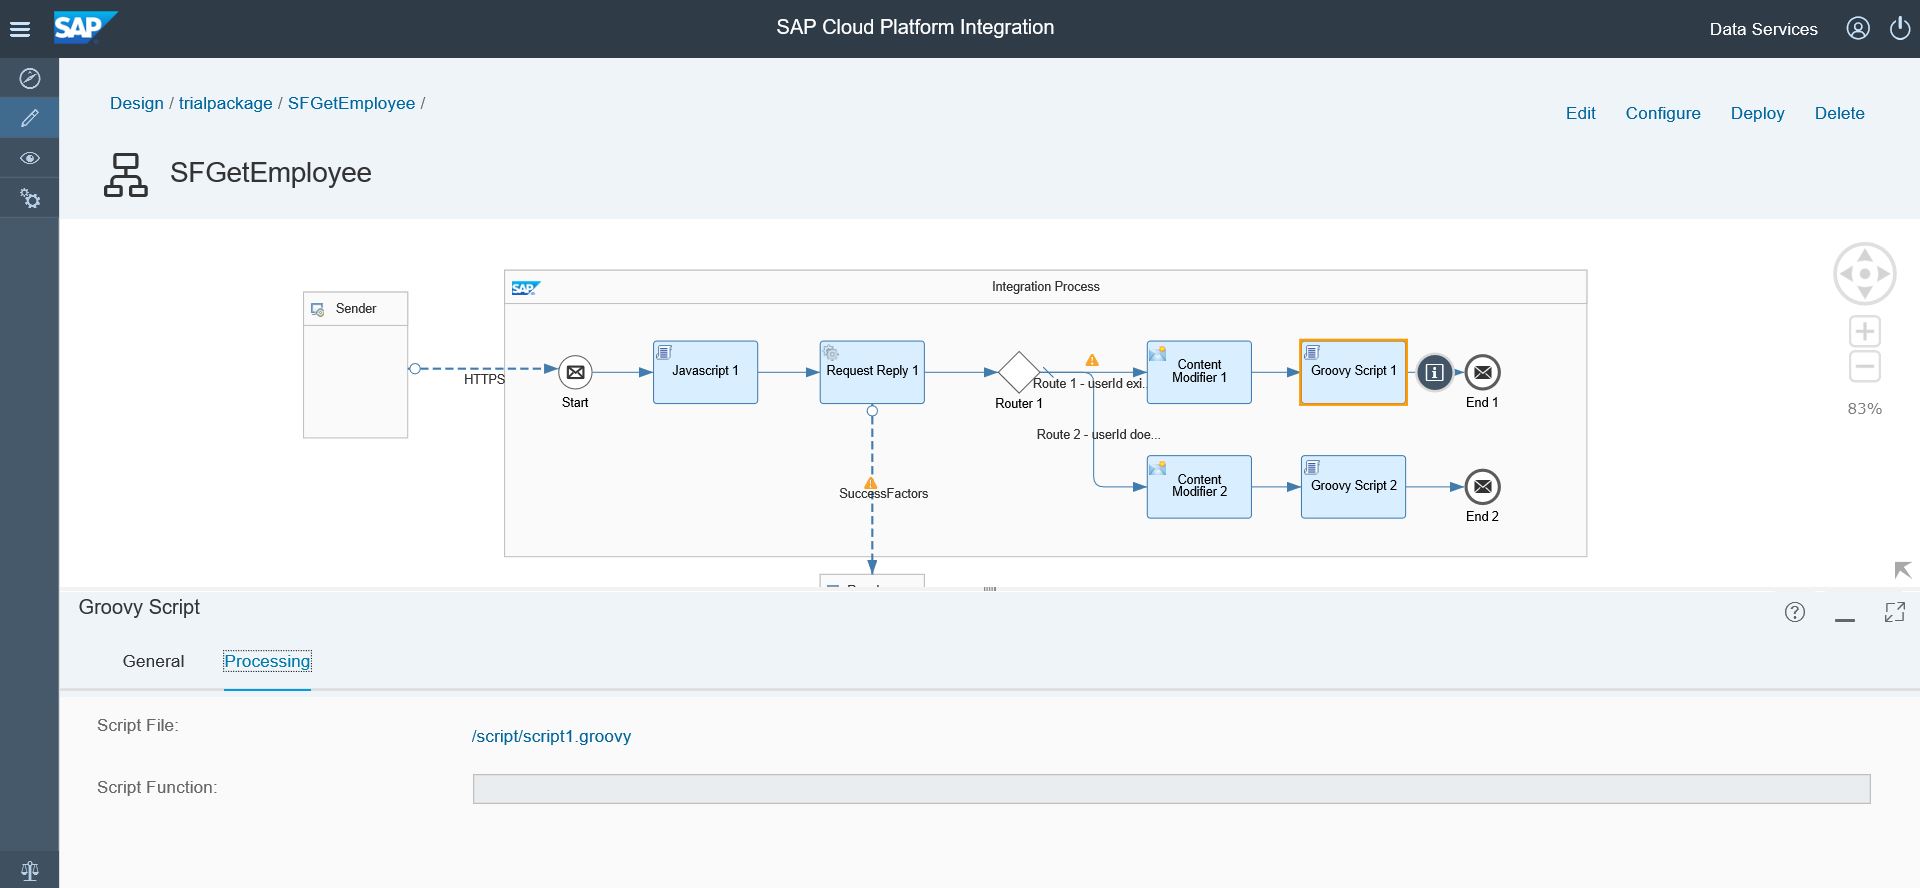 SAP
SAP Cloud Platform Integration
Data Services
Design / trialpackage / SFGetEmployee /
Edit
Configure
Deploy
Delete
SFGetEmployee
SAP
Integration Process
Sender
HTTPS
Start
Javascript 1
Request Reply 1
Router 1
Route 1 - userId exi...
Content
Modifier 1
Groovy Script 1
End 1
Route 2 - userId doe...
Content
Modifier 2
Groovy Script 2
End 2
SuccessFactors
83%
Groovy Script
General
Processing
Script File:
/script/script1.groovy
Script Function: